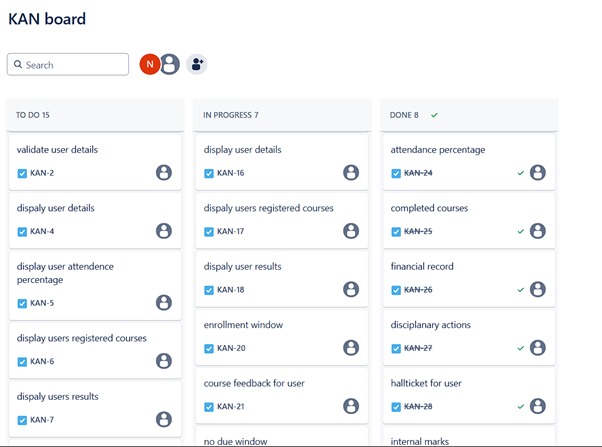 KAN board
Search
N
TO DO 15
validate user details
KAN-2
dispaly user details
KAN-4
display user attendence
percentage
KAN-5
display users registered courses
KAN-6
dispaly users results
KAN-7
IN PROGRESS 7
display user details
KAN-16
dispaly users registered courses
KAN-17
dispaly user results
KAN-18
enrollment window
KAN-20
course feedback for user
KAN-21
no due window
DONE 8
attendance percentage
KAN-24
completed courses
KAN-25
financial record
KAN-26
disciplanary actions
KAN-27
hallticket for user
KAN-28
internal marks